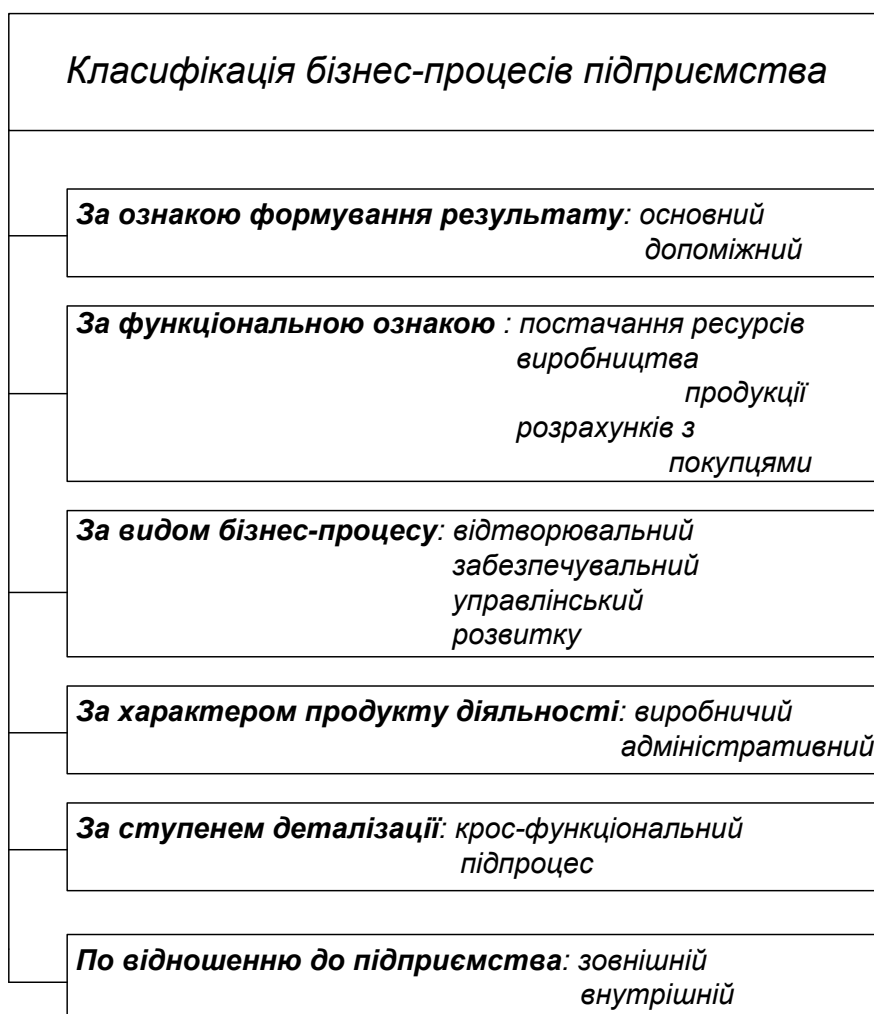 Класифікація бізнес-процесів підприємства
За ознакою формування результату: основний
допоміжний
За функціональною ознакою : постачання ресурсів
виробництва
продукції
розрахунків з
покупцями
За видом бізнес-процесу: відтворювальний
забезпечувальний
управлінський
розвитку
За характером продукту діяльності: виробничий
адміністративний
За ступенем деталізації: крос-функціональний
підпроцес
По відношенню до підприємства: зовнішній
внутрішній